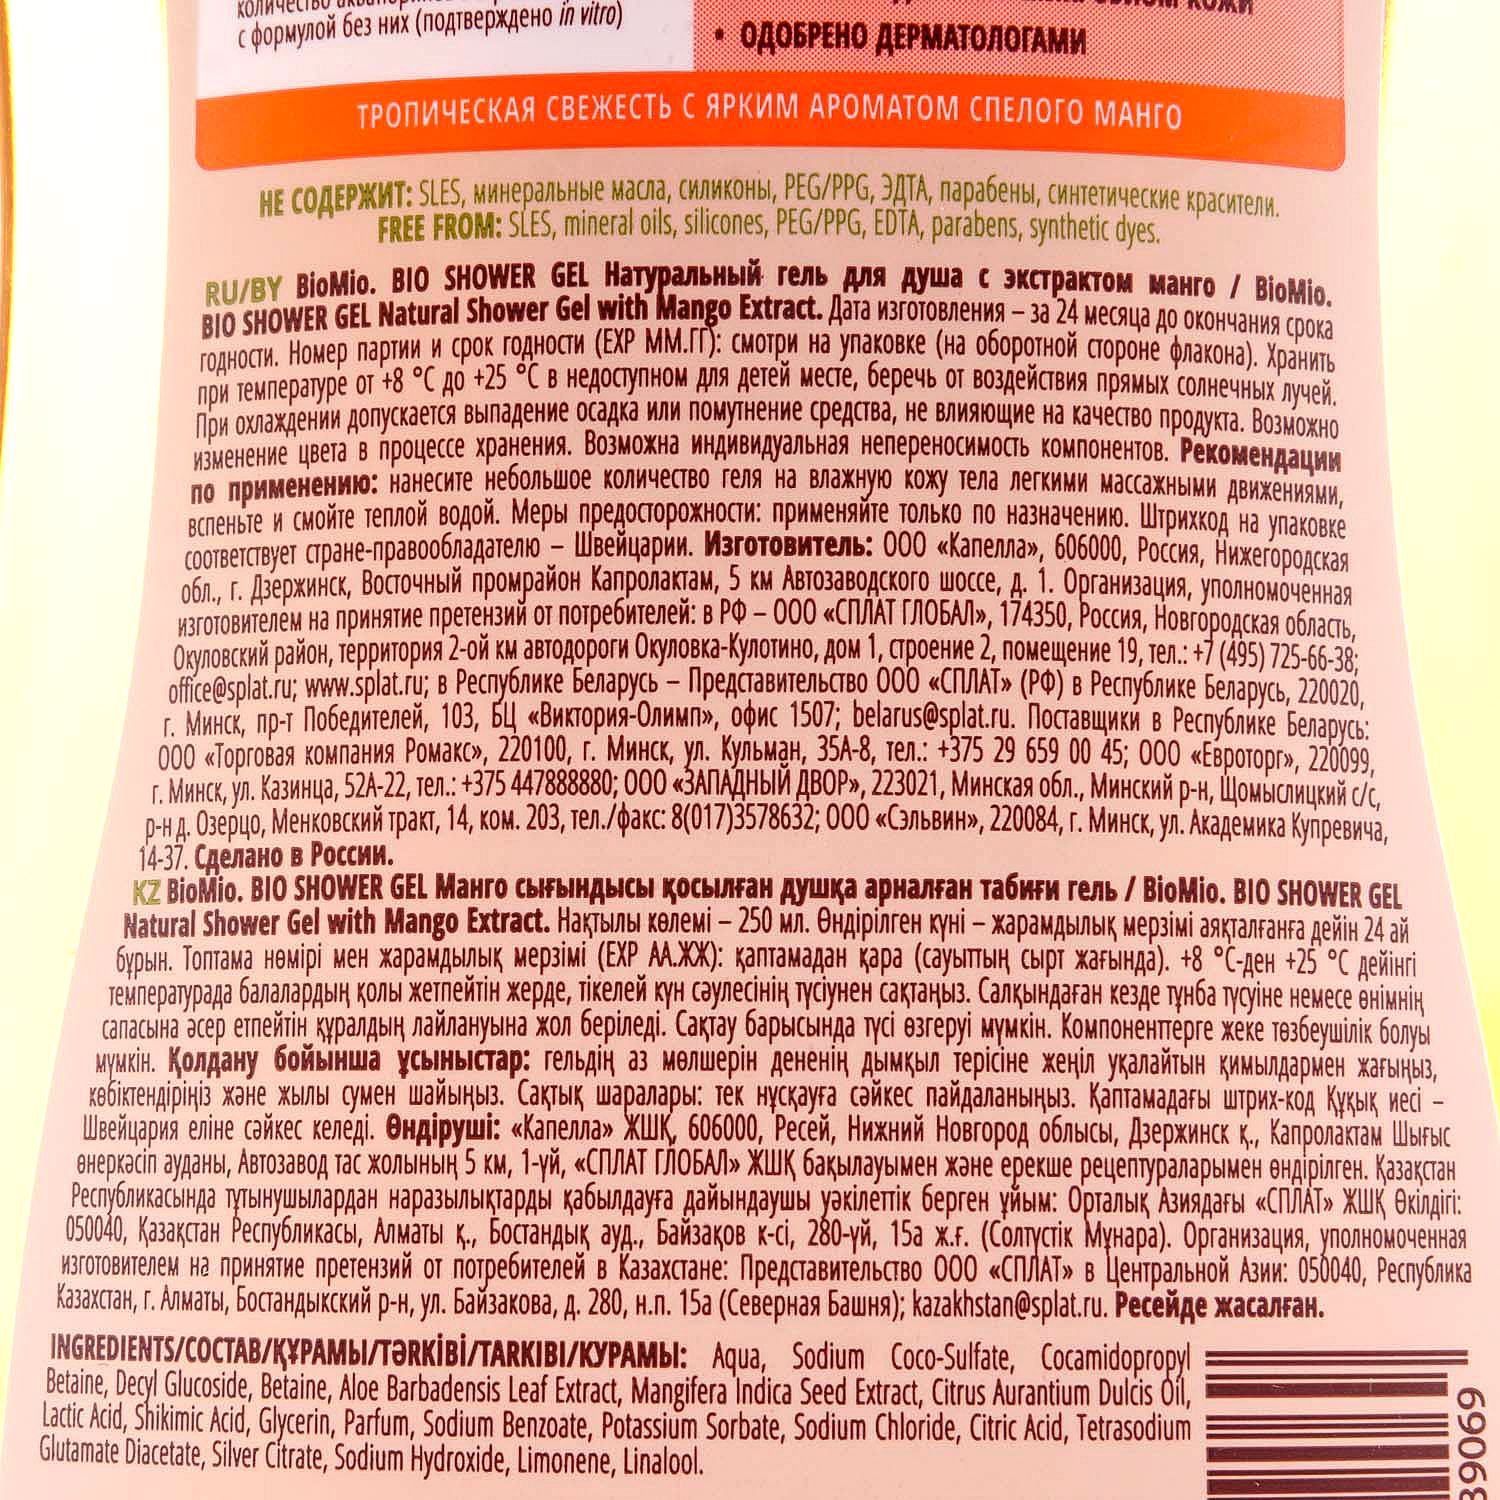 количество
с формулой без них (подтверждено in vitro)
кожи
• ОДОБРЕНО ДЕРМАТОЛОГАМИ
ТРОПИЧЕСКАЯ СВЕЖЕСТЬ С ЯРКИМ АРОМАТОМ СПЕЛОГО МАНГО
НЕ СОДЕРЖИТ: SLES, минеральные масла, силиконы, PEG/PPG, ЭДТА, парабены, синтетические красители.
FREE FROM: SLES, mineral oils, silicones, PEG/PPG, EDTA, parabens, synthetic dyes.
RU/BY BioMio. BIO SHOWER GEL Натуральный гель для душа с экстрактом манго / BioMio.
BIO SHOWER GEL Natural Shower Gel with Mango Extract. Дата изготовления – за 24 месяца до окончания срока
годности. Номер партии и срок годности (EXP ММ.ГГ): смотри на упаковке (на оборотной стороне флакона). Хранить
при температуре от +8 °C до +25 °C в недоступном для детей месте, беречь от воздействия прямых солнечных лучей.
При охлаждении допускается выпадение осадка или помутнение средства, не влияющие на качество продукта. Возможно
изменение цвета в процессе хранения. Возможна индивидуальная непереносимость компонентов. Рекомендации
по применению: нанесите небольшое количество геля на влажную кожу тела легкими массажными движениями,
вспеньте и смойте теплой водой. Меры предосторожности: применяйте только по назначению. Штрихкод на упаковке
соответствует стране-правообладателю – Швейцарии. Изготовитель: ООО «Капелла», 606000, Россия, Нижегородская
обл., г. Дзержинск, Восточный промрайон Капролактам, 5 км Автозаводского шоссе, д. 1. Организация, уполномоченная
изготовителем на принятие претензий от потребителей: в РФ – ООО «СПЛАТ ГЛОБАЛ», 174350, Россия, Новгородская область,
Окуловский район, территория 2-ой км автодороги Окуловка-Кулотино, дом 1, строение 2, помещение 19, тел.: +7 (495) 725-66-38;
office@splat.ru; www.splat.ru; в Республике Беларусь – Представительство ООО «СПЛАТ» (РФ) в Республике Беларусь, 220020,
г. Минск, пр-т Победителей, 103, БЦ «Виктория-Олимп», офис 1507; belarus@splat.ru. Поставщики в Республике Беларусь:
ООО «Торговая компания Ромакс», 220100, г. Минск, ул. Кульман, 35А-8, тел.: +375 29 659 00 45; ООО «Евроторг», 220099,
г. Минск, ул. Казинца, 52А-22, тел.: +375 447888880; ООО «ЗАПАДНЫЙ ДВОР», 223021, Минская обл., Минский р-н, Щомыслицкий с/с,
р-н д. Озерцо, Менковский тракт, 14, ком. 203, тел./факс: 8(017)3578632; ООО «Сэльвин», 220084, г. Минск, ул. Академика Купревича,
14-37. Сделано в России.
KZ BioMio. BIO SHOWER GEL Манго сығындысы қосылған душқа арналған табиғи гель / BioMio. BIO SHOWER GEL
Natural Shower Gel with Mango Extract. Нақтылы көлемі – 250 мл. Өндірілген күні – жарамдылық мерзімі аяқталғанға дейін 24 ай
бұрын. Топтама нөмірі мен жарамдылық мерзімі (EXP АА.ЖЖ): қаптамадан қара (сауыттың сырт жағында). +8 °C-ден +25 °C дейінгі
температурада балалардың қолы жетпейтін жерде, тікелей күн сәулесінің түсіунен сақтаңыз. Салқындаған кезде тұнба түсуіне немесе өнімнің
сапасына әсер етпейтін құралдың лайлануына жол беріледі. Сақтау барысында түсі өзгеруі мүмкін. Компоненттерге жеке төзбеушілік болуы
мүмкін. Қолдану бойынша ұсыныстар: гельдің аз мөлшерін дененің дымқыл терісіне жеңіл уқалайтын қимылдармен жағыңыз,
көбіктендіріңіз және жылы сумен шайыңыз. Сақтық шаралары: тек нұсқауға сәйкес пайдаланыңыз. Қаптамадағы штрих-код Құқық иесі –
Швейцария еліне сәйкес келеді. Өндіруші: «Капелла» ЖШҚ, 606000, Ресей, Нижний Новгород облысы, Дзержинск қ., Капролактам Шығыс
өнеркәсіп ауданы, Автозавод тас жолының 5 км, 1-үй, «СПЛАТ ГЛОБАЛ» ЖШҚ бақылауымен және ерекше рецептураларымен өндірілген. Қазақстан
Республикасында тұтынушылардан наразылықтарды қабылдауға дайындаушы уәкілеттік берген ұйым: Орталық Азиядағы «СПЛАТ» ЖШҚ Өкілдігі:
050040, Қазақстан Республикасы, Алматы қ., Бостандық ауд., Байзақов к-сі, 280-үй, 15а ж.ғ. (Солтүстік Мұнара). Организация, уполномоченная
изготовителем на принятие претензий от потребителей в Казахстане: Представительство ООО «СПЛАТ» в Центральной Азии: 050040, Республика
Казахстан, г. Алматы, Бостандыкский р-н, ул. Байзакова, д. 280, н.п. 15а (Северная Башня); kazakhstan@splat.ru. Ресейде жасалған.
INGREDIENTS/СОСТАВ/ҚҰРАМЫ/TƏRKİBİ/TARKIBI/КУРАМЫ: Aqua, Sodium Coco-Sulfate, Cocamidopropyl
Betaine, Decyl Glucoside, Betaine, Aloe Barbadensis Leaf Extract, Mangifera Indica Seed Extract, Citrus Aurantium Dulcis Oil,
Lactic Acid, Shikimic Acid, Glycerin, Parfum, Sodium Benzoate, Potassium Sorbate, Sodium Chloride, Citric Acid, Tetrasodium
Glutamate Diacetate, Silver Citrate, Sodium Hydroxide, Limonene, Linalool.
39069